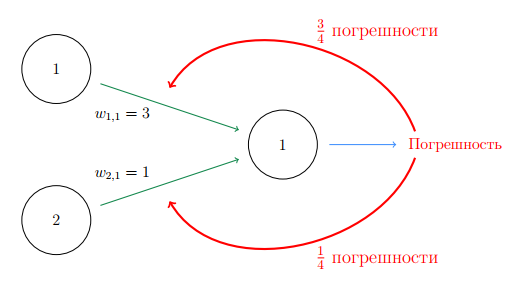 3/4 погрешности
1
w1,1 = 3
w2,1 = 1
1
Погрешность
2
1/4 погрешности